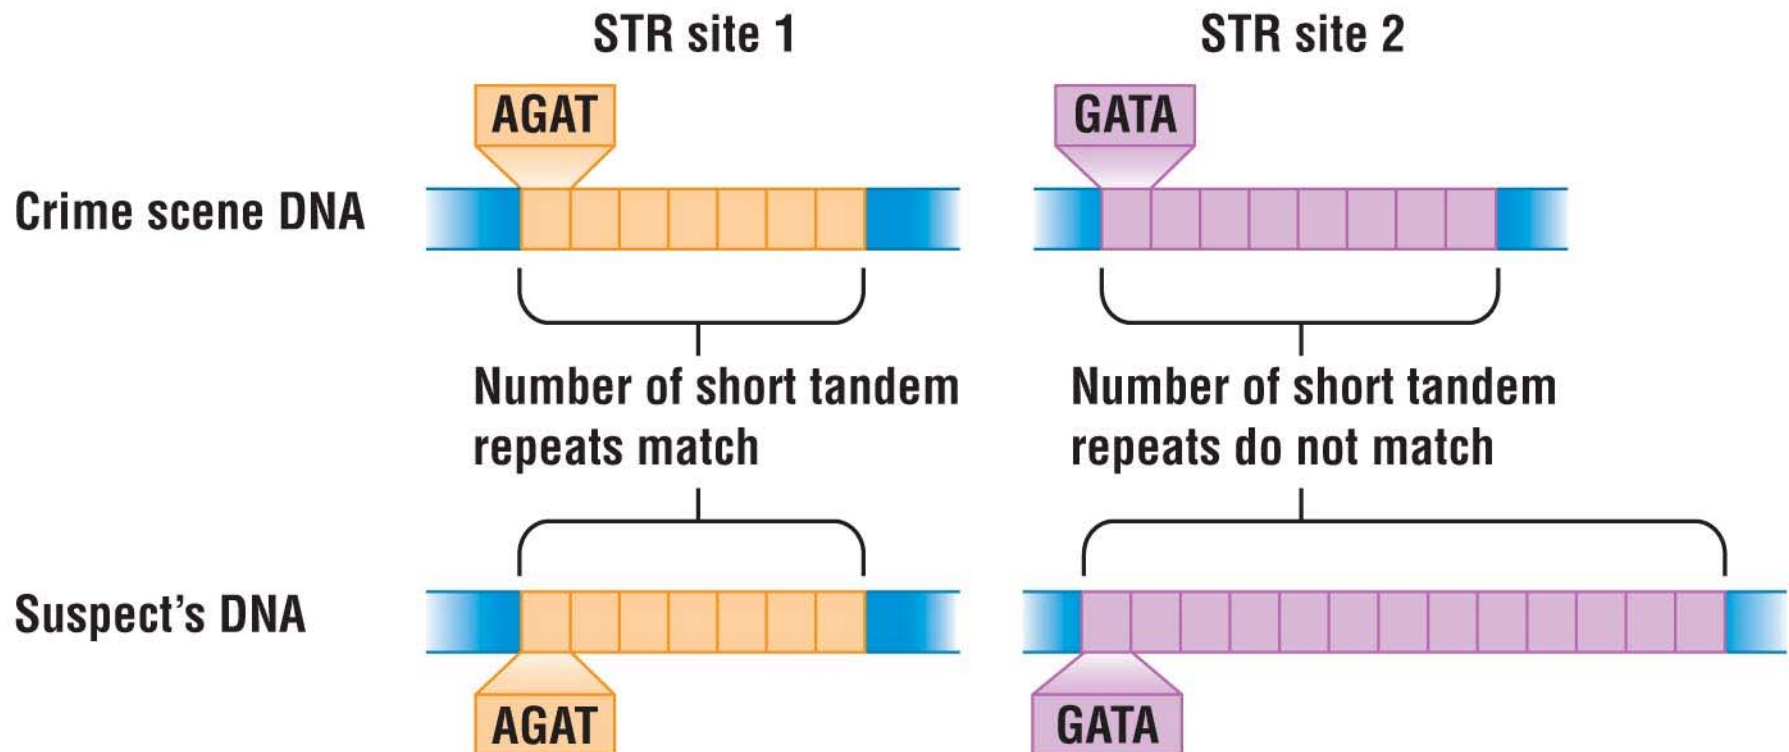 STR site 1
STR site 2
AGAT
GATA
Crime scene DNA
Number of short tandem
repeats match
Number of short tandem
repeats do not match
Suspect's DNA
AGAT
GATA